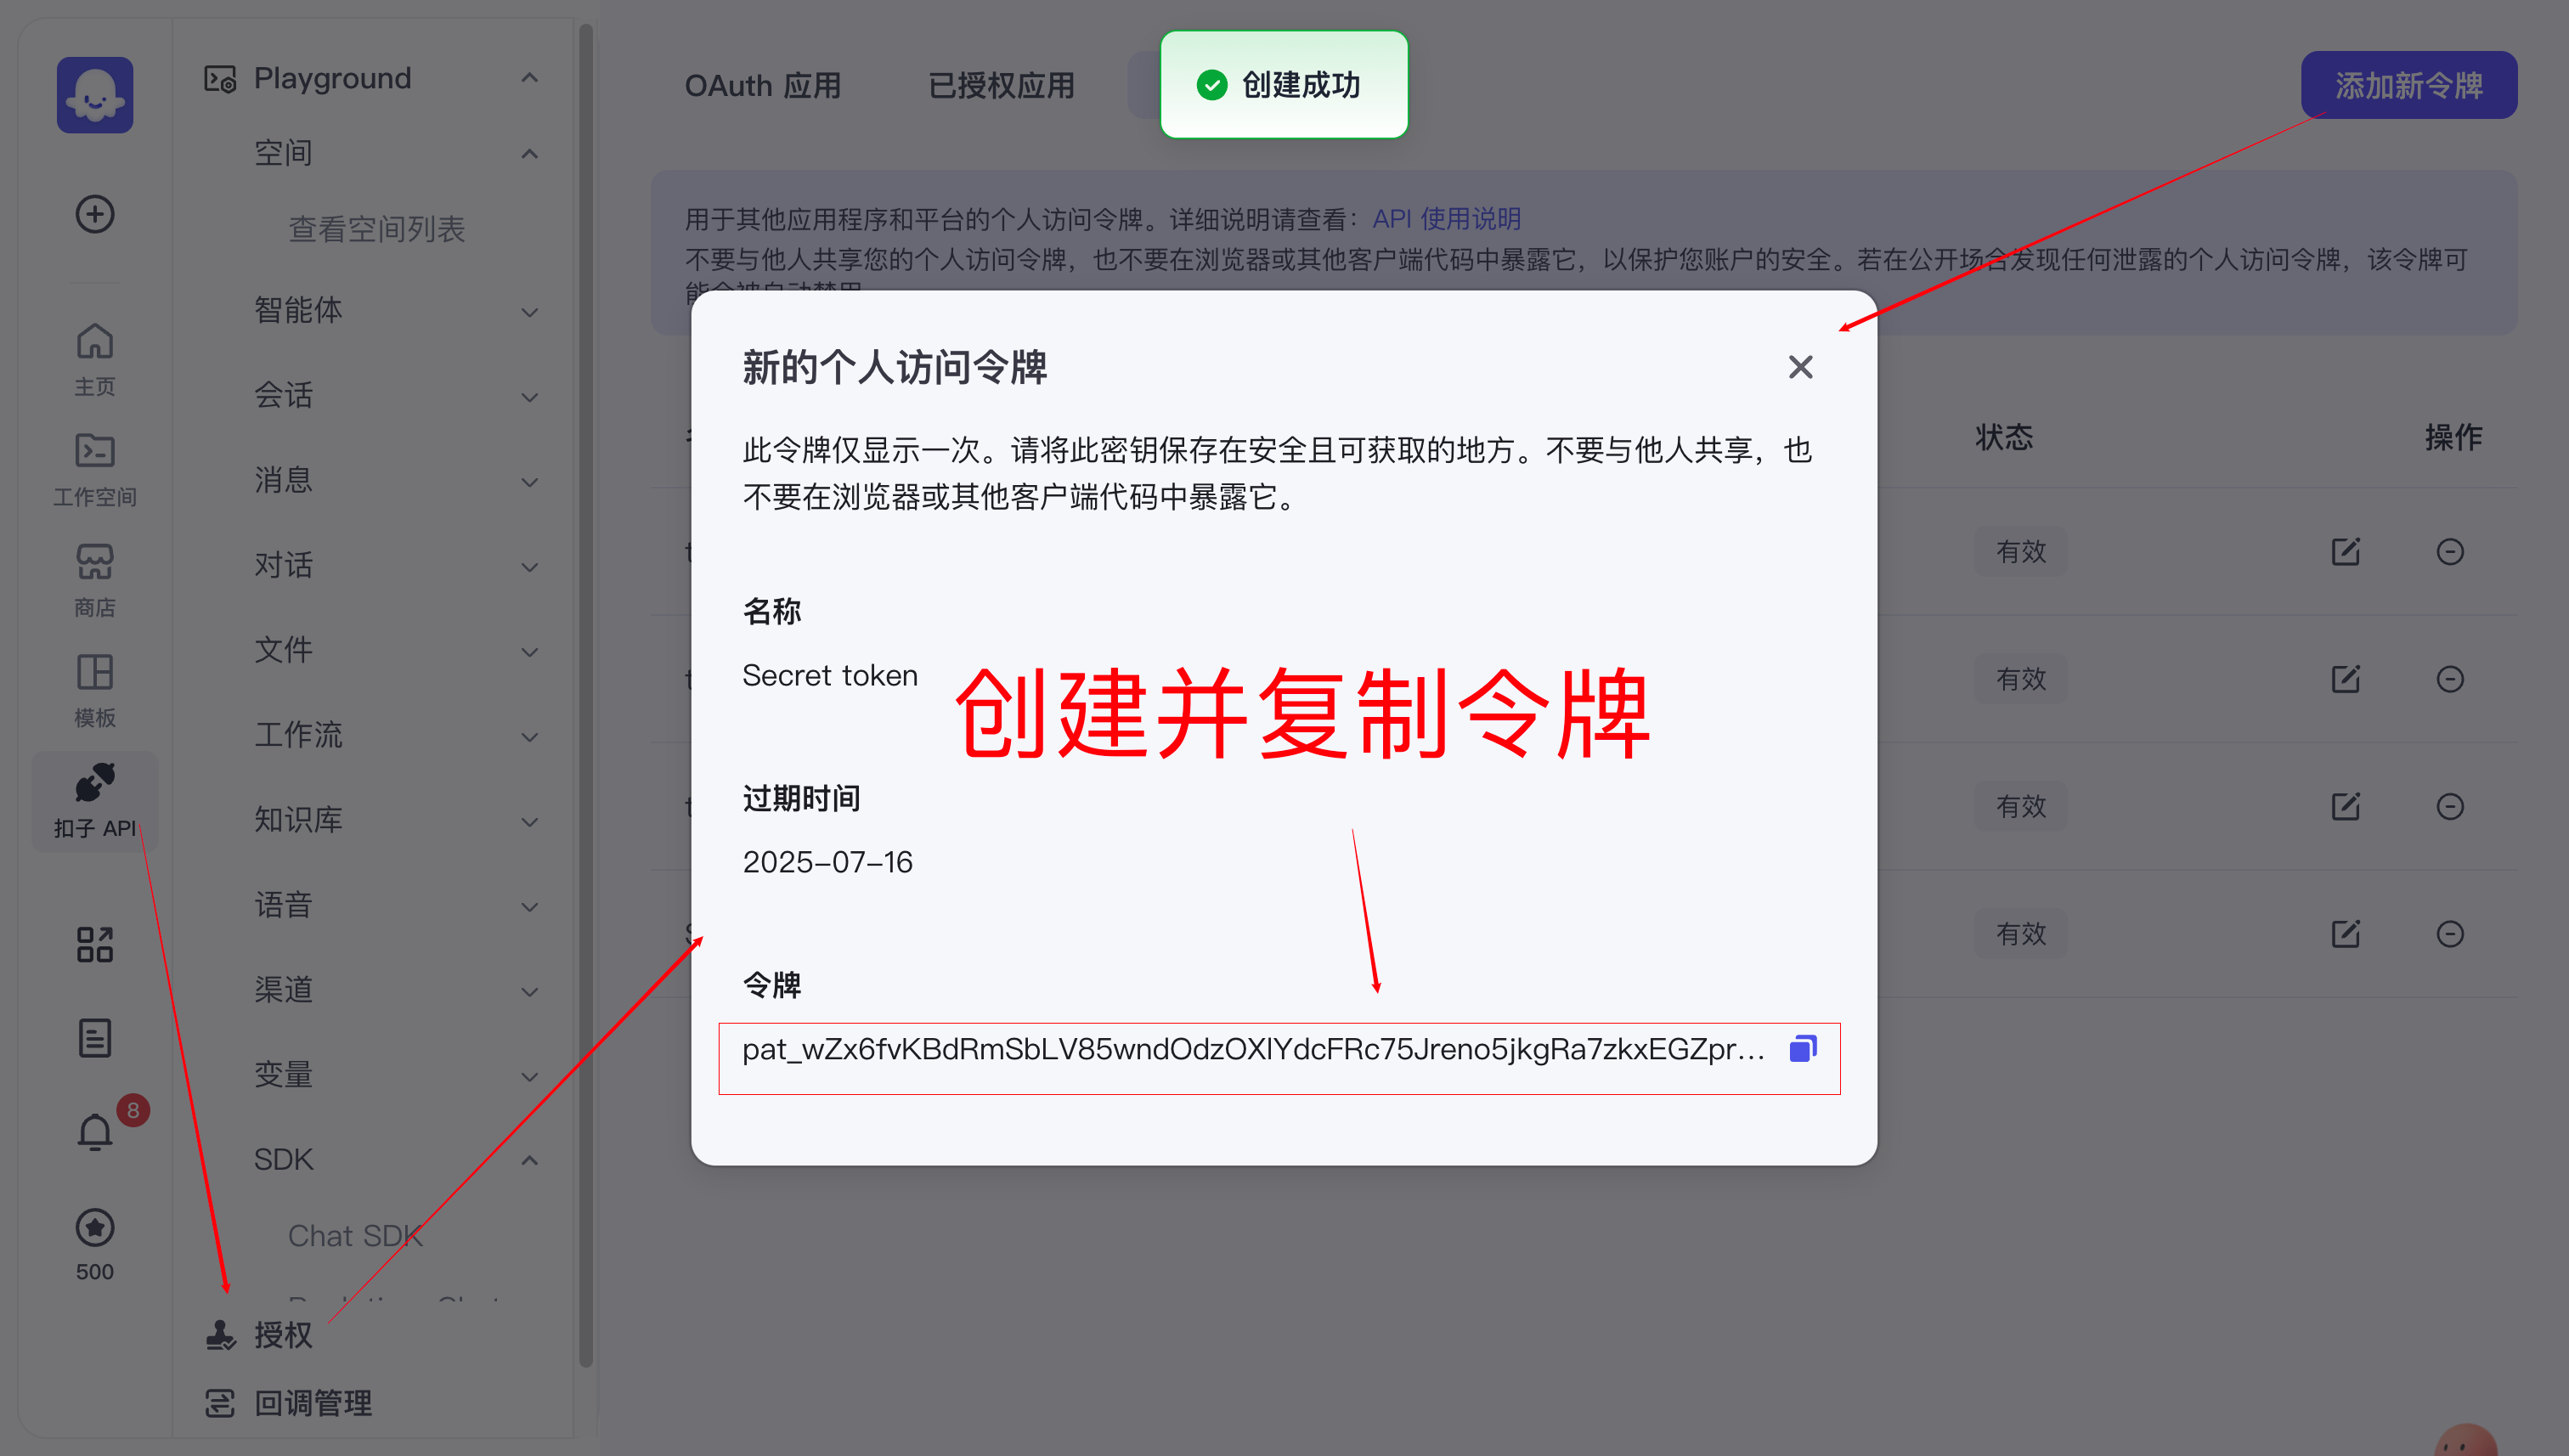 主页
工作空间
商店
模板
扣子 API
8
500
Playground
空间
查看空间列表
智能体
会话
消息
对话
文件
工作流
知识库
语音
渠道
变量
SDK
Chat SDK
授权
回调管理
OAuth 应用
已授权应用
创建成功
添加新令牌
用于其他应用程序和平台的个人访问令牌。详细说明请查看：API 使用说明
不要与他人共享您的个人访问令牌，也不要在浏览器或其他客户端代码中暴露它，以保护您账户的安全。若在公开场合发现任何泄露的个人访问令牌，该令牌可
能会被自动禁用
状态
操作
有效
有效
有效
有效
新的个人访问令牌
此令牌仅显示一次。请将此密钥保存在安全且可获取的地方。不要与他人共享，也
不要在浏览器或其他客户端代码中暴露它。
名称
Secret token
创建并复制令牌
过期时间
2025-07-16
令牌
pat_wZx6fvKBdRmSbLV85wndOdzOXlYdcFRc75Jreno5jkgRa7zkxEGZpr...